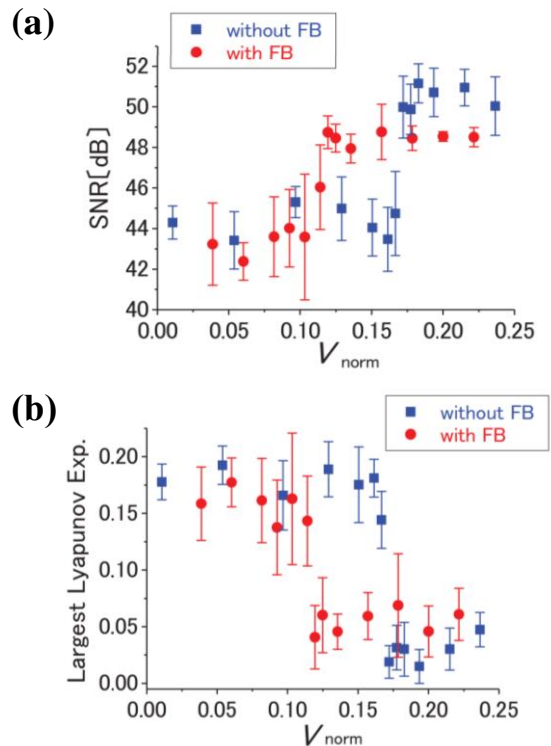 (a)
without FB
with FB
SNR[dB]
52
50
48
46
44
42
40
0.00 0.05 0.10 0.15 0.20 0.25
Vnorm
(b)
without FB
with FB
Largest Lyapunov Exp.
0.20
0.15
0.10
0.05
0.00
0.00 0.05 0.10 0.15 0.20 0.25
Vnorm